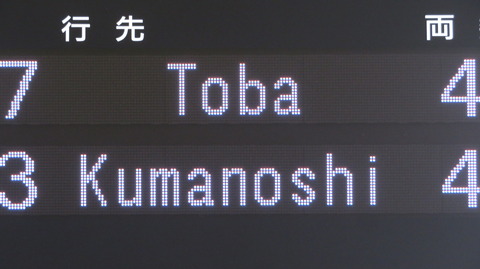 行先 両
7 Toba 4
3 Kumanoshi 4